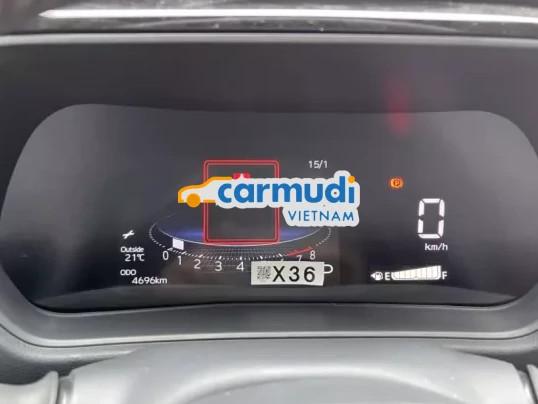 15/1
carmudi
VIETNAM
P
0
km/h
Outside
21°C
0 1 2 3 4 7 8
X36
P
E F
ODO
4696km